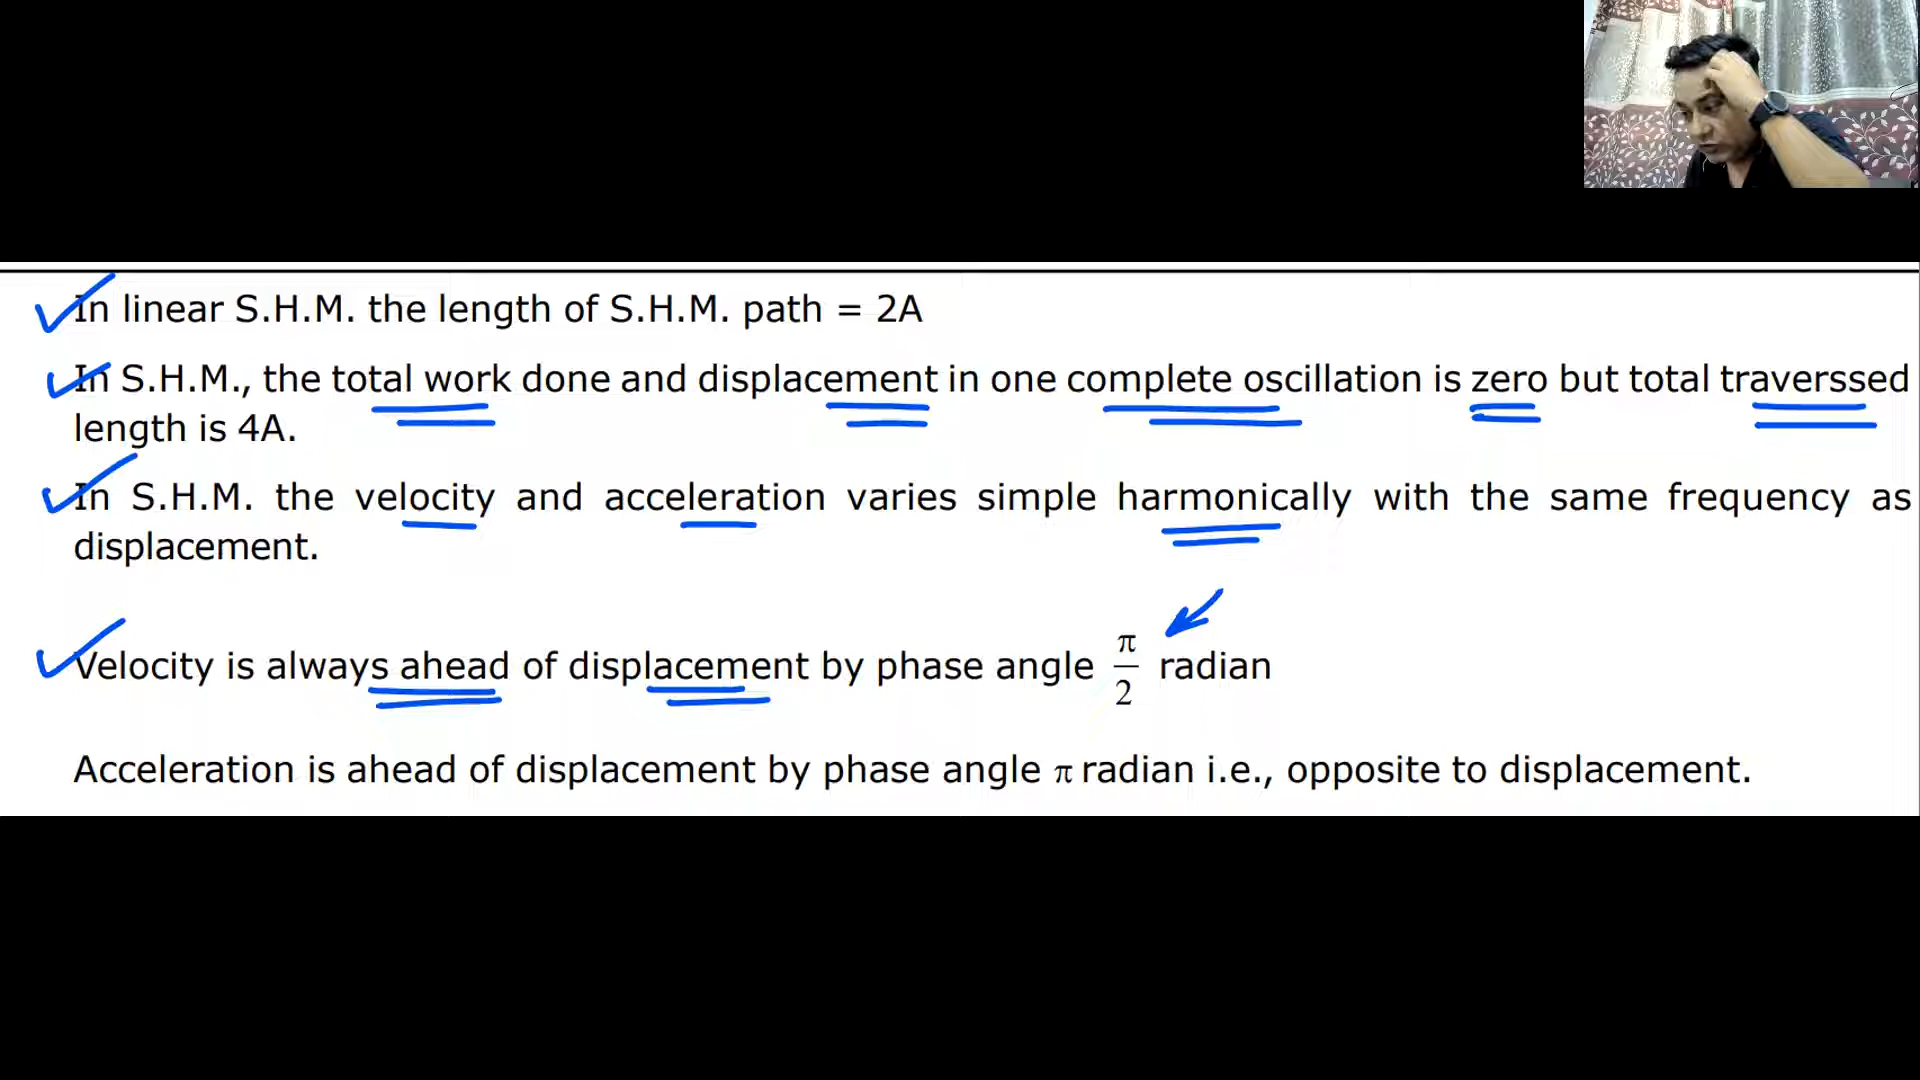 In linear S.H.M. the length of S.H.M. path = 2A
In S.H.M., the total work done and displacement in one complete oscillation is zero but total traverssed
length is 4A.
In S.H.M. the velocity and acceleration varies simple harmonically with the same frequency as
displacement.
Velocity is always ahead of displacement by phase angle π/2 radian
Acceleration is ahead of displacement by phase angle π radian i.e., opposite to displacement.